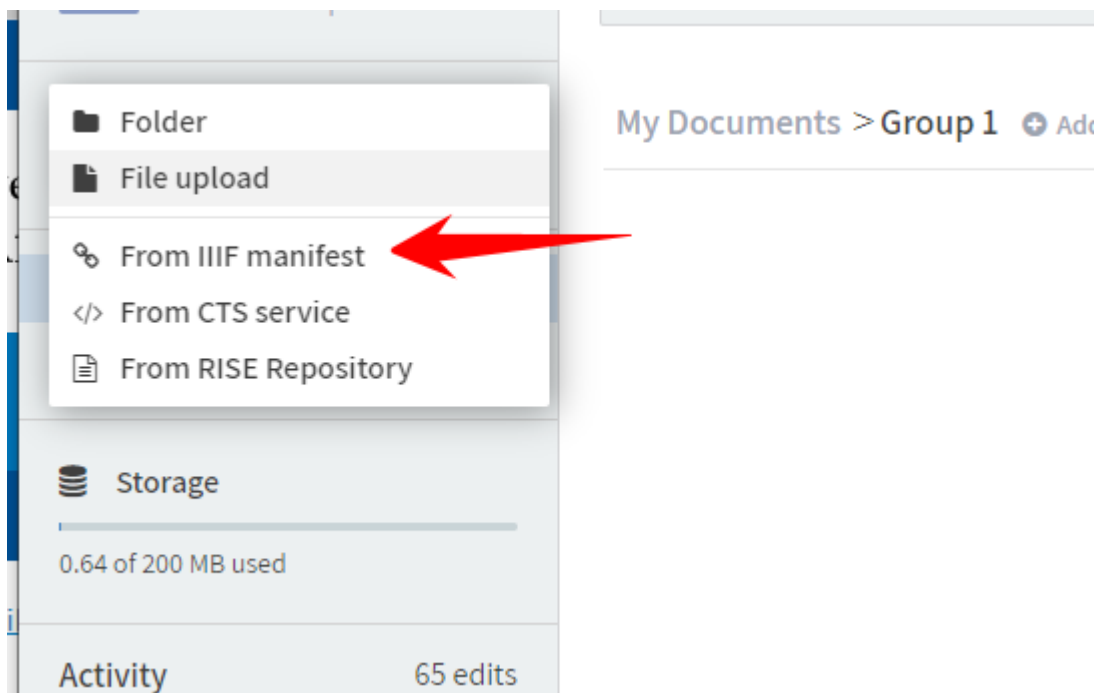 Folder
File upload
From IIIF manifest
From CTS service
From RISE Repository
My Documents > Group 1
Storage
0.64 of 200 MB used
Activity 65 edits